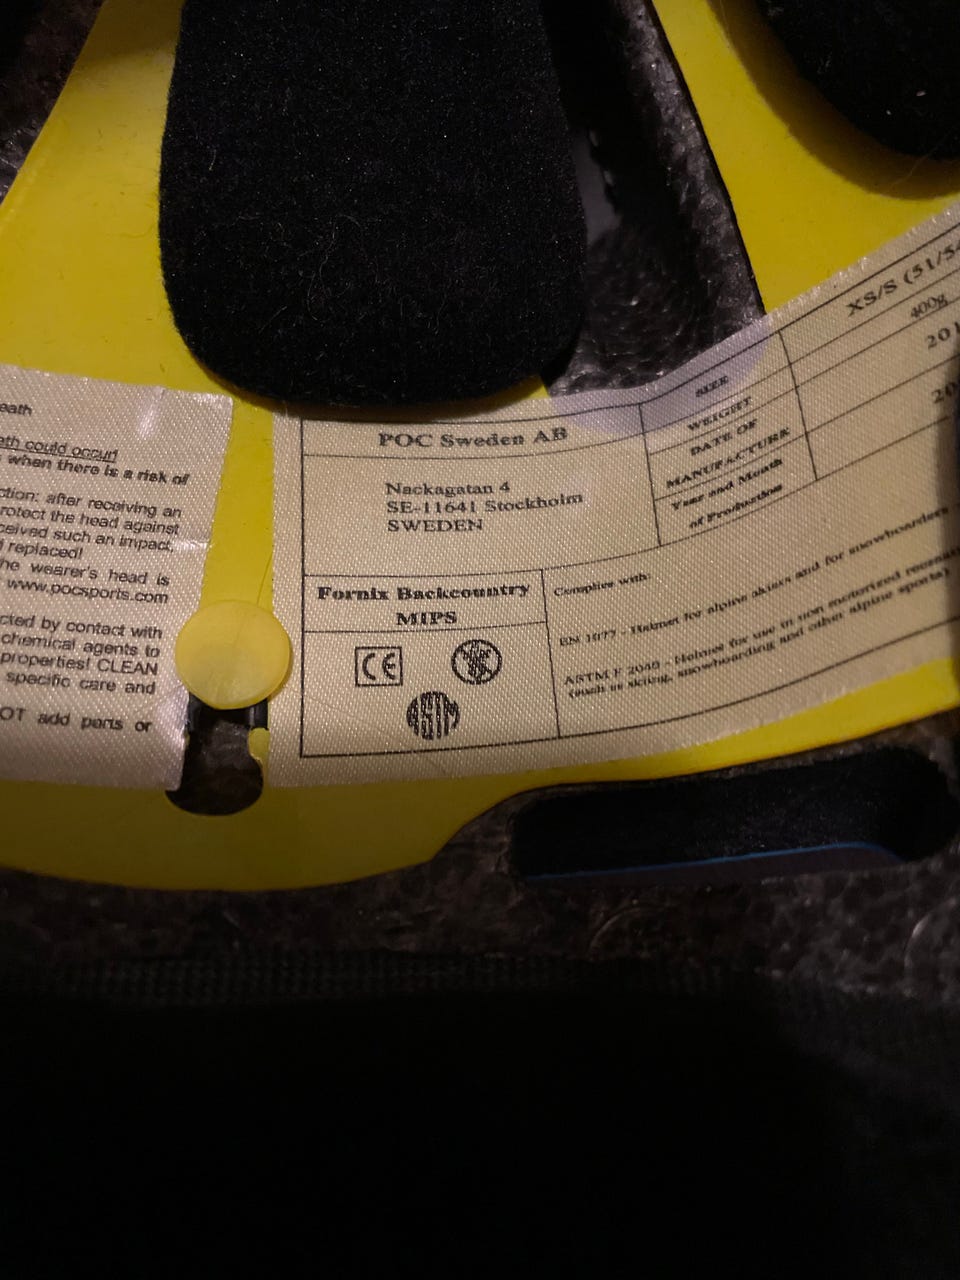 eath
eth could occur!
when there is a risk of
ction: after receiving an
rotect the head against
ceived such an impact,
replaced!
he wearer's head is
www.pocsports.com
cted by contact with
chemical agents to
properties! CLEAN
specific care and
OT add parts or
POC Sweden AB
Nackagatan 4
SE-11641 Stockholm
SWEDEN
SIZE XS/S (51/54
WEIGHT 400g
DATE OF
MANUFACTURE 201
Year and Month
of Production 20
Fornix Backcountry
MIPS
CE
ASTM
Complies with:
EN 1077 - Helmet for alpine skiers and for snowboarders
ASTM F 2040 - Helmet for use in non motorized
(such as skiing, snowboarding and other alpine sports)